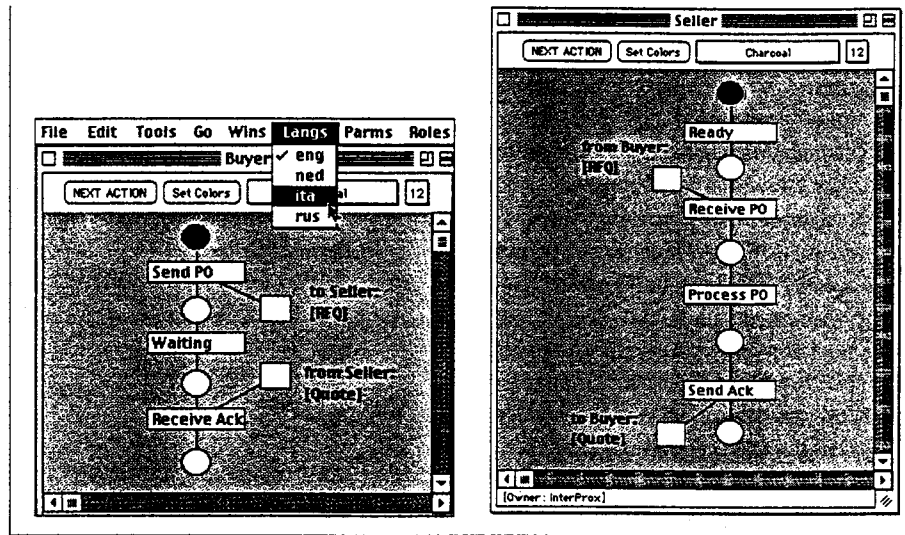 File Edit Tools Go Wins Langs Parms Roles
eng
ned
ita
rus
Buyer
NEXT ACTION Set Colors 12
Send PO
to Seller:
[RFQ]
Waiting
from Seller:
[Quote]
Receive Ack
Seller
NEXT ACTION Set Colors Charcoal 12
Ready
from Buyer:
[RFQ]
Receive PO
Process PO
Send Ack
to Buyer:
[Quote]
[Owner: InterProx]